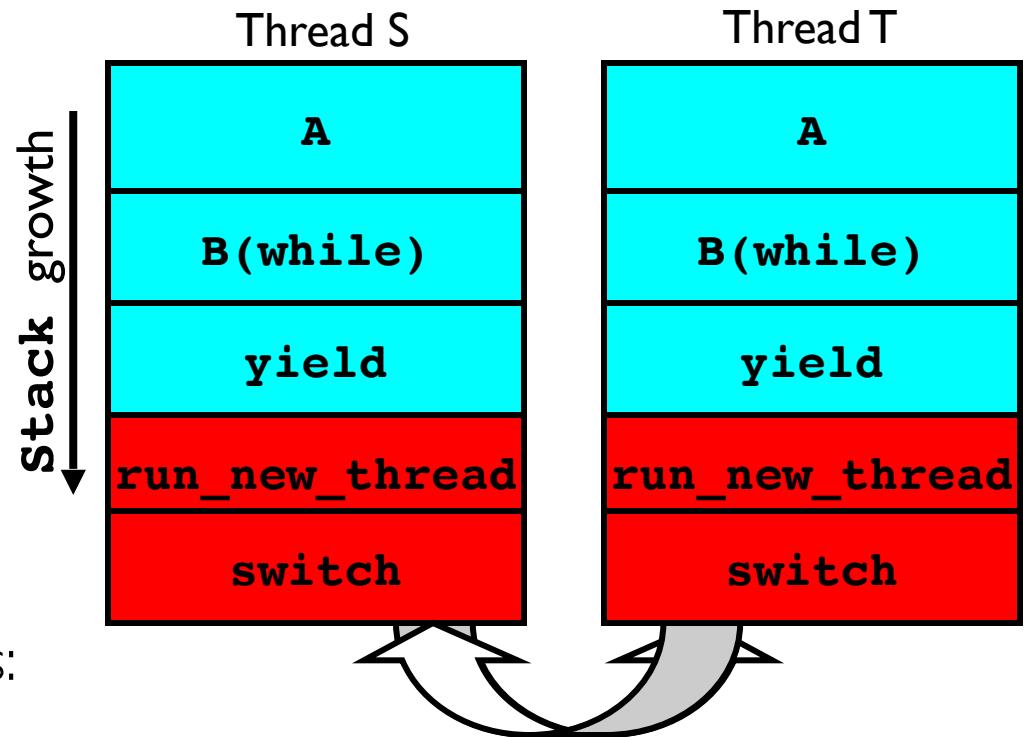 Thread S
Thread T
Stack growth
A
B(while)
yield
run_new_thread
switch
A
B(while)
yield
run_new_thread
switch